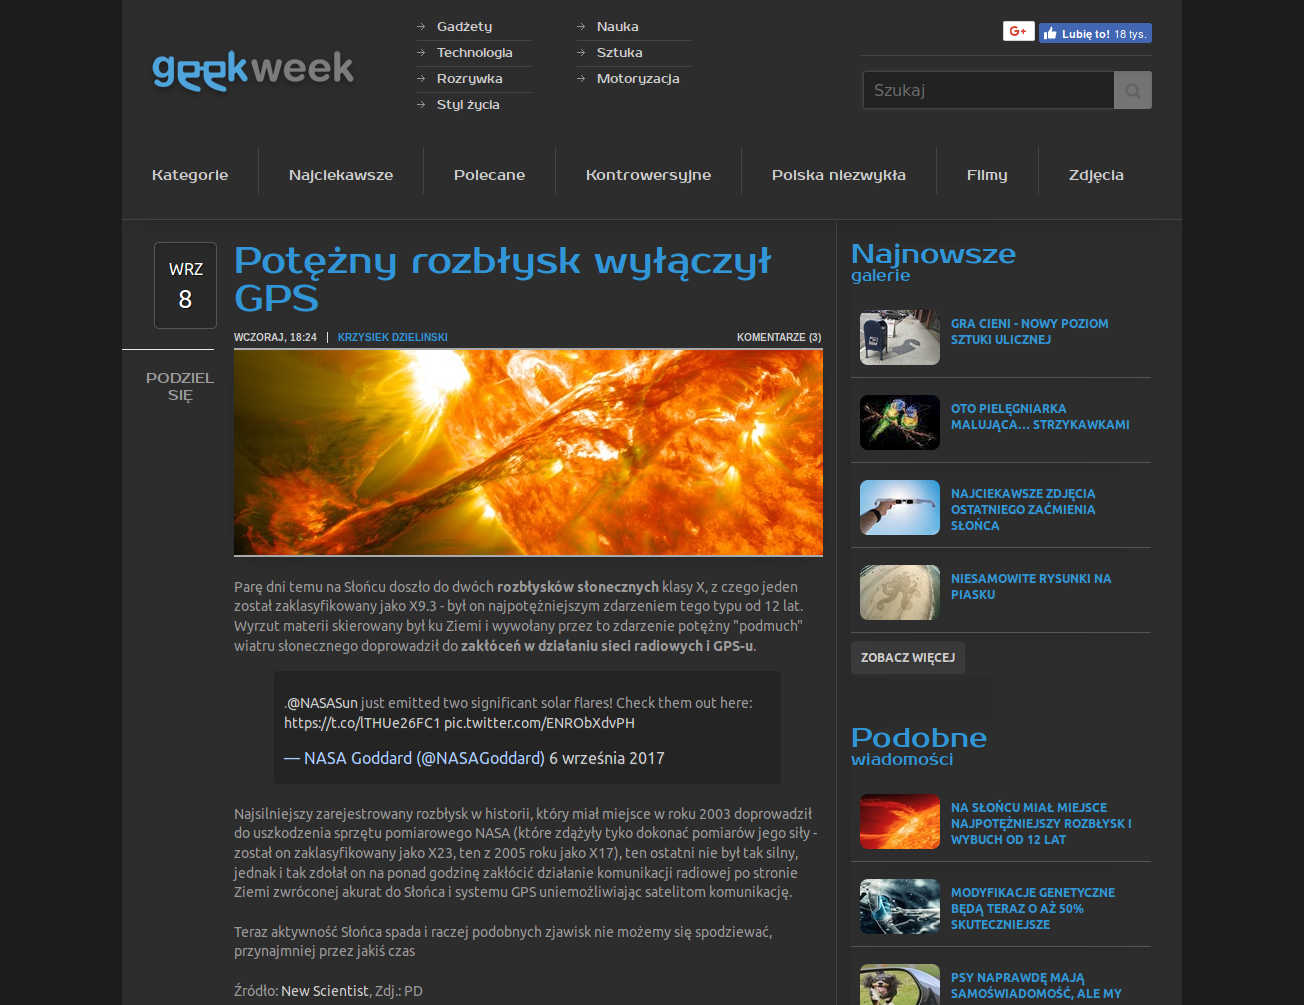 geekweek
Gadżety
Technologia
Rozrywka
Styl życia
Nauka
Sztuka
Motoryzacja
G+
Lubię to! 18 tys.
Szukaj
Kategorie
Najciekawsze
Polecane
Kontrowersyjne
Polska niezwykła
Filmy
Zdjęcia
WRZ
8
PODZIEL
SIĘ
Potężny rozbłysk wyłączył
GPS
WCZORAJ, 18:24 | KRZYSIEK DZIELIŃSKI
KOMENTARZE (3)
Parę dni temu na Słońcu doszło do dwóch rozbłysków słonecznych klasy X, z czego jeden
został zaklasyfikowany jako X9.3 - był on najpotężniejszym zdarzeniem tego typu od 12 lat.
Wyrzut materii skierowany był ku Ziemi i wywołany przez to zdarzenie potężny "podmuch"
wiatru słonecznego doprowadził do zakłóceń w działaniu sieci radiowych i GPS-u.
.@NASASun just emitted two significant solar flares! Check them out here:
https://t.co/lTHUe26FC1 pic.twitter.com/ENRObXdvPH
— NASA Goddard (@NASAGoddard) 6 września 2017
Najsilniejszy zarejestrowany rozbłysk w historii, który miał miejsce w roku 2003 doprowadził
do uszkodzenia sprzętu pomiarowego NASA (które zdążyły tyko dokonać pomiarów jego siły -
został on zaklasyfikowany jako X23, ten z 2005 roku jako X17), ten ostatni nie był tak silny,
jednak i tak zdołał on na ponad godzinę zakłócić działanie komunikacji radiowej po stronie
Ziemi zwróconej akurat do Słońca i systemu GPS uniemożliwiając satelitom komunikację.
Teraz aktywność Słońca spada i raczej podobnych zjawisk nie możemy się spodziewać,
przynajmniej przez jakiś czas
Źródło: New Scientist, Zdj.: PD
Najnowsze
galerie
GRA CIENI - NOWY POZIOM
SZTUKI ULICZNEJ
OTO PIELĘGNIARKA
MALUJĄCA... STRZYKAWKAMI
NAJCIEKAWSZE ZDJĘCIA
OSTATNIEGO ZAĆMIENIA
SŁOŃCA
NIESAMOWITE RYSUNKI NA
PIASKU
ZOBACZ WIĘCEJ
Podobne
wiadomości
NA SŁOŃCU MIAŁ MIEJSCE
NAJPOTĘŻNIEJSZY ROZBŁYSK I
WYBUCH OD 12 LAT
MODYFIKACJE GENETYCZNE
BĘDĄ TERAZ O AŻ 50%
SKUTECZNIEJSZE
PSY NAPRAWDĘ MAJĄ
SAMOŚWIADOMOŚĆ, ALE MY